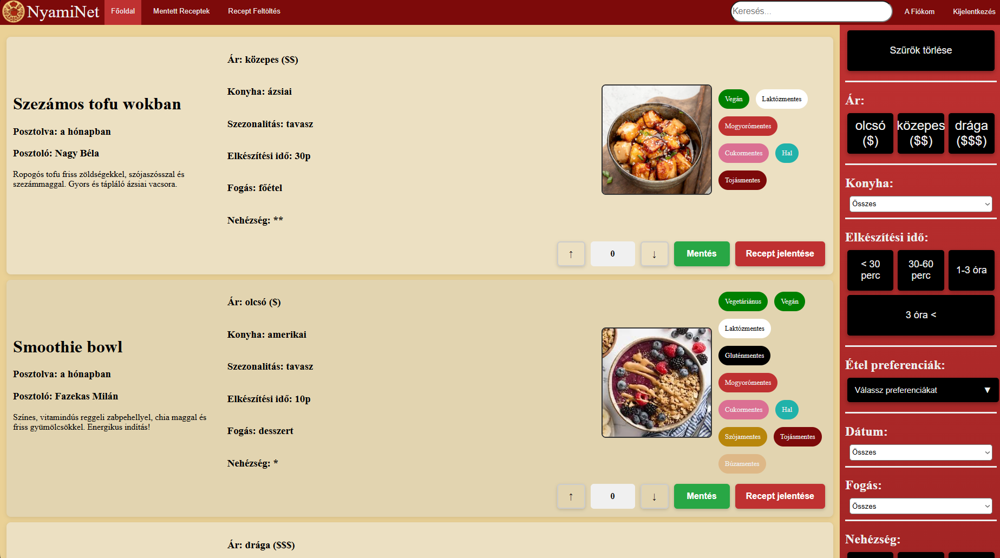 NyamiNet
Főoldal
Mentett Receptek
Recept Feltöltés
Keresés...
A Fiókom
Kijelentkezés
Szezámos tofu wokban
Posztolva: a hónapban
Posztoló: Nagy Béla
Ropogós tofu friss zöldségekkel, szójaszósszal és
szezámmaggal. Gyors és tápláló ázsiai vacsora.
Ár: közepes ($$)
Konyha: ázsiai
Szezonalitás: tavasz
Elkészítési idő: 30p
Fogás: főétel
Nehézség: **
Vegán
Laktózmentes
Mogyorómentes
Cukormentes
Hal
Tojásmentes
↑
0
↓
Mentés
Recept jelentése
Smoothie bowl
Posztolva: a hónapban
Posztoló: Fazekas Milán
Színes, vitamindús reggeli zabpehellyel, chia maggal és
friss gyümölcsökkel. Energikus indítás!
Ár: olcsó ($)
Konyha: amerikai
Szezonalitás: tavasz
Elkészítési idő: 10p
Fogás: desszert
Nehézség: *
Vegetáriánus
Vegán
Laktózmentes
Gluténmentes
Mogyorómentes
Cukormentes
Hal
Szójamentes
Tojásmentes
Búzamentes
↑
0
↓
Mentés
Recept jelentése
Ár: drága ($$$)
Szűrők törlése
Ár:
olcsó
($)
közepes
($$)
drága
($$$)
Konyha:
Összes
Elkészítési idő:
< 30
perc
30-60
perc
1-3 óra
3 óra <
Étel preferenciák:
Válassz preferenciákat
▼
Dátum:
Összes
Fogás:
Összes
Nehézség: